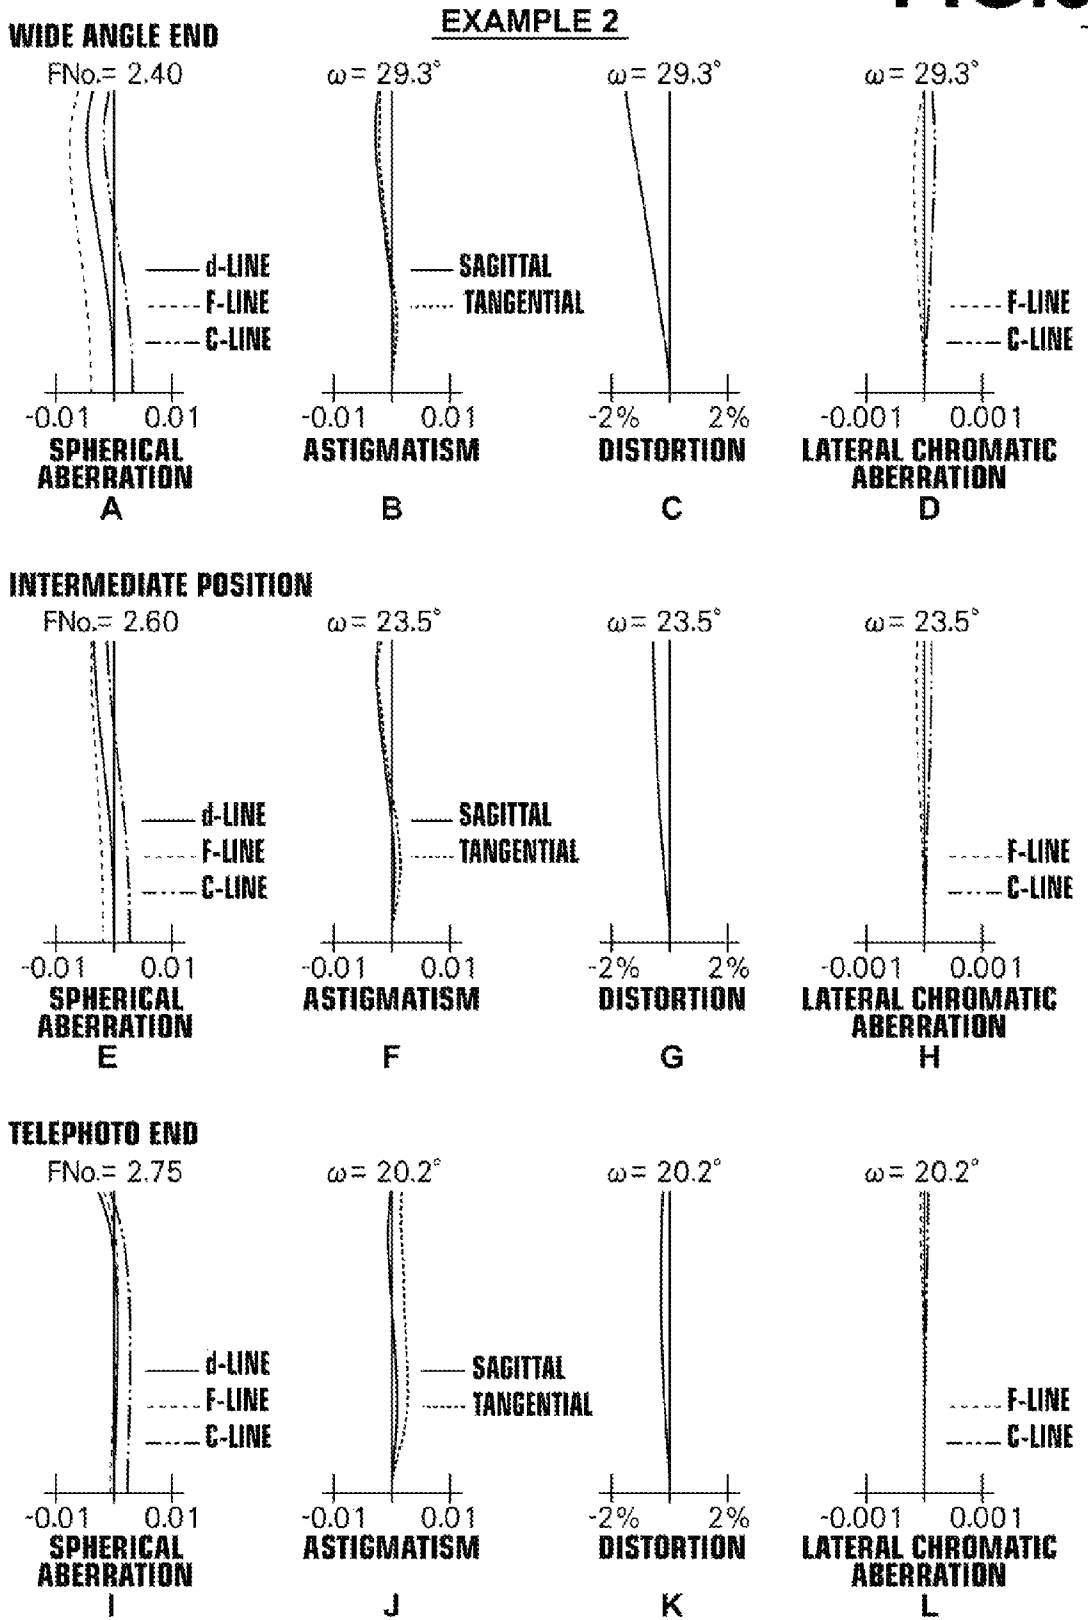 EXAMPLE 2
WIDE ANGLE END
FNo.= 2.40
ω= 29.3°
ω= 29.3°
ω= 29.3°
d-LINE
F-LINE
C-LINE
SAGITTAL
TANGENTIAL
F-LINE
C-LINE
-0.01 0.01
-0.01 0.01
-2% 2%
-0.001 0.001
SPHERICAL
ABERRATION
ASTIGMATISM
DISTORTION
LATERAL CHROMATIC
ABERRATION
A
B
C
D
INTERMEDIATE POSITION
FNo.= 2.60
ω= 23.5°
ω= 23.5°
ω= 23.5°
d-LINE
F-LINE
C-LINE
SAGITTAL
TANGENTIAL
F-LINE
C-LINE
-0.01 0.01
-0.01 0.01
-2% 2%
-0.001 0.001
SPHERICAL
ABERRATION
ASTIGMATISM
DISTORTION
LATERAL CHROMATIC
ABERRATION
E
F
G
H
TELEPHOTO END
FNo.= 2.75
ω= 20.2°
ω= 20.2°
ω= 20.2°
d-LINE
F-LINE
C-LINE
SAGITTAL
TANGENTIAL
F-LINE
C-LINE
-0.01 0.01
-0.01 0.01
-2% 2%
-0.001 0.001
SPHERICAL
ABERRATION
ASTIGMATISM
DISTORTION
LATERAL CHROMATIC
ABERRATION
I
J
K
L